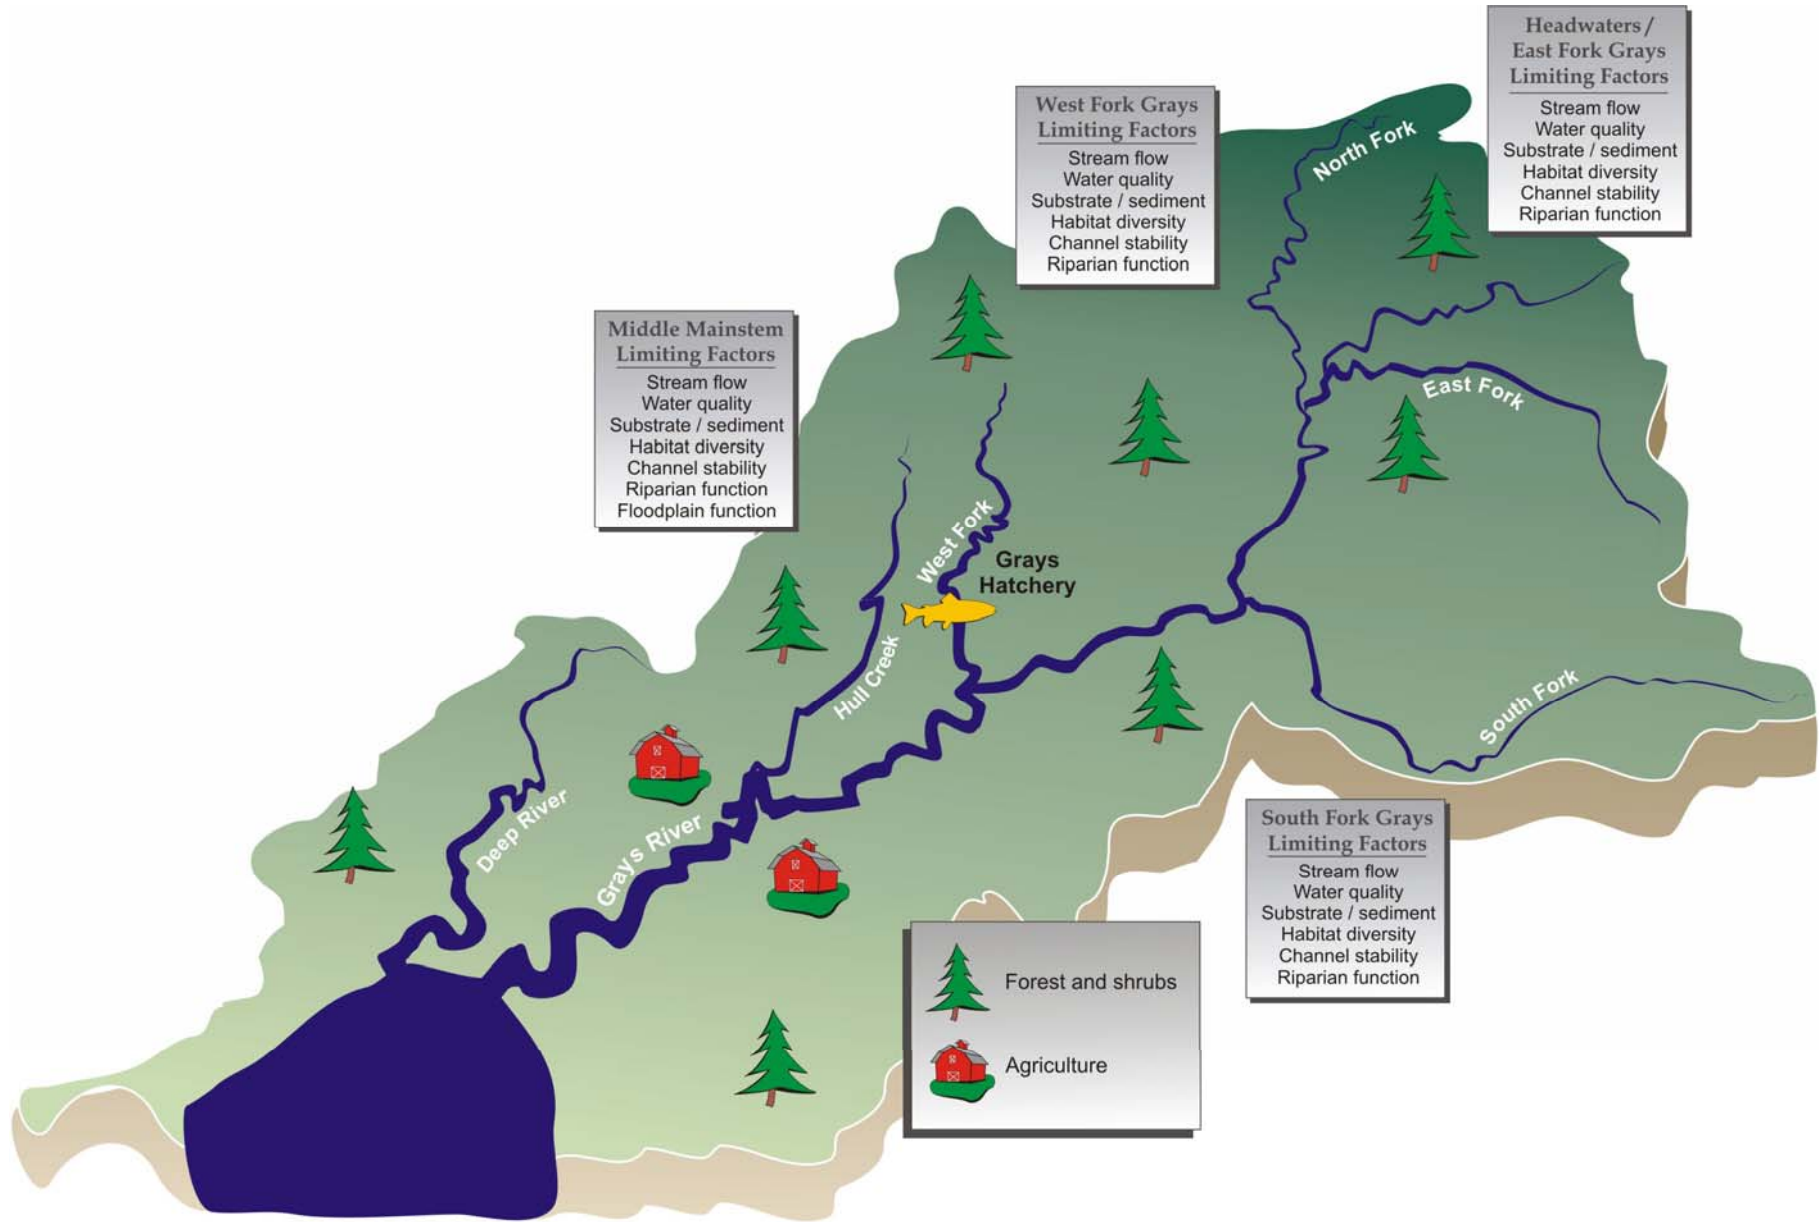 Headwaters /
East Fork Grays
Limiting Factors
Stream flow
Water quality
Substrate / sediment
Habitat diversity
Channel stability
Riparian function
West Fork Grays
Limiting Factors
Stream flow
Water quality
Substrate / sediment
Habitat diversity
Channel stability
Riparian function
North Fork
Middle Mainstem
Limiting Factors
Stream flow
Water quality
Substrate / sediment
Habitat diversity
Channel stability
Riparian function
Floodplain function
East Fork
West Fork
Grays
Hatchery
Hull Creek
South Fork
Deep River
Grays River
South Fork Grays
Limiting Factors
Stream flow
Water quality
Substrate / sediment
Habitat diversity
Channel stability
Riparian function
Forest and shrubs
Agriculture